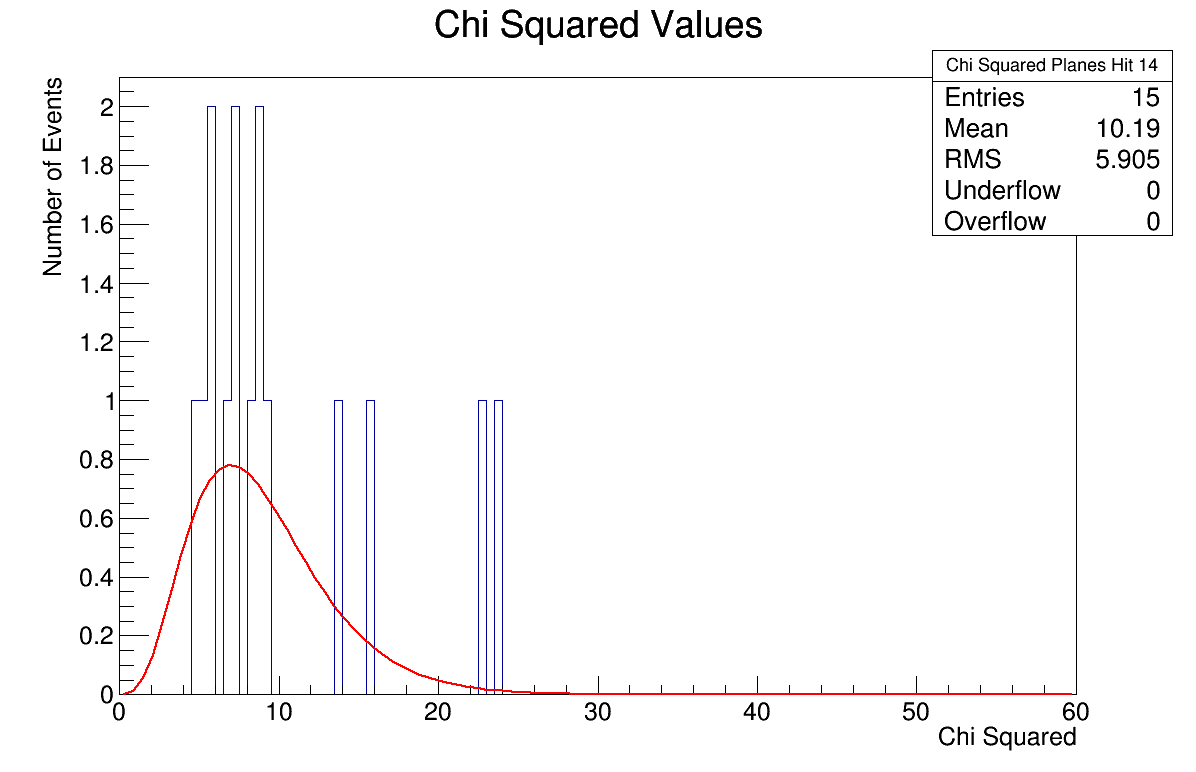 Chi Squared Values
Chi Squared Planes Hit 14
Entries 15
Mean 10.19
RMS 5.905
Underflow 0
Overflow 0
Number of Events
2
1.8
1.6
1.4
1.2
1
0.8
0.6
0.4
0.2
0
0 10 20 30 40 50 60
Chi Squared